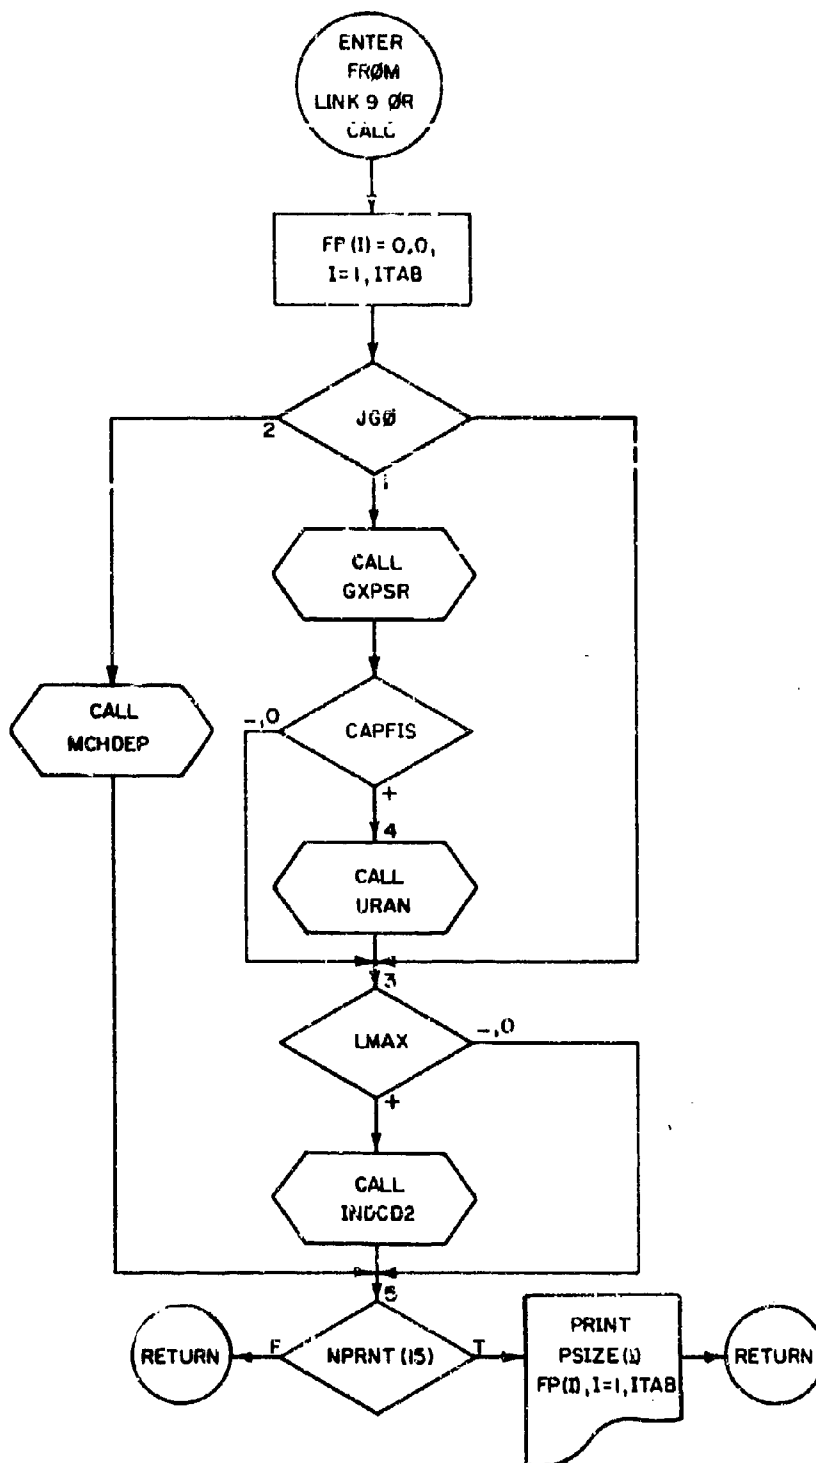 ENTER
FRØM
LINK 9 ØR
CALC
FP(I) = 0,0,
I=1, ITAB
JGØ
2
1
CALL
GXPSR
CALL
MCHDEP
-,0
CAPFIS
+
4
CALL
URAN
3
LMAX
-,0
+
CALL
INDCD2
5
RETURN
F
NPRNT (15)
T
PRINT
PSIZE(I)
FP(I), I=1, ITAB
RETURN